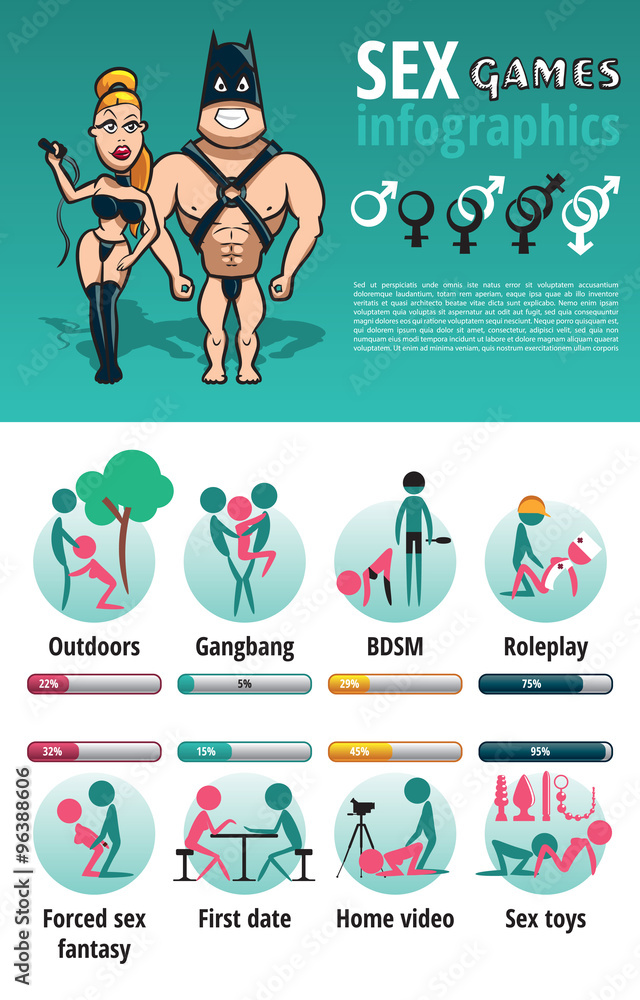 SEX GAMES
infographics
Sed ut perspiciatis unde omnis iste natus error sit voluptatem accusantium
doloremque laudantium, totam rem aperiam, eaque ipsa quae ab illo inventore
veritatis et quasi architecto beatae vitae dicta sunt explicabo. Nemo enim ipsam
voluptatem quia voluptas sit aspernatur aut odit aut fugit, sed quia consequuntur
magni dolores eos qui ratione voluptatem sequi nesciunt. Neque porro quisquam
est, qui dolorem ipsum quia dolor sit amet, consectetur, adipisci velit, sed quia non
numquam eius modi tempora incidunt ut labore et dolore magnam aliquam quaerat
voluptatem. Ut enim ad minima veniam, quis nostrum exercitationem ullam corporis
Outdoors Gangbang BDSM Roleplay
22% 5% 29% 75%
32% 15% 45% 95%
Forced sex fantasy
First date
Home video
Sex toys
Adobe Stock | #96388606